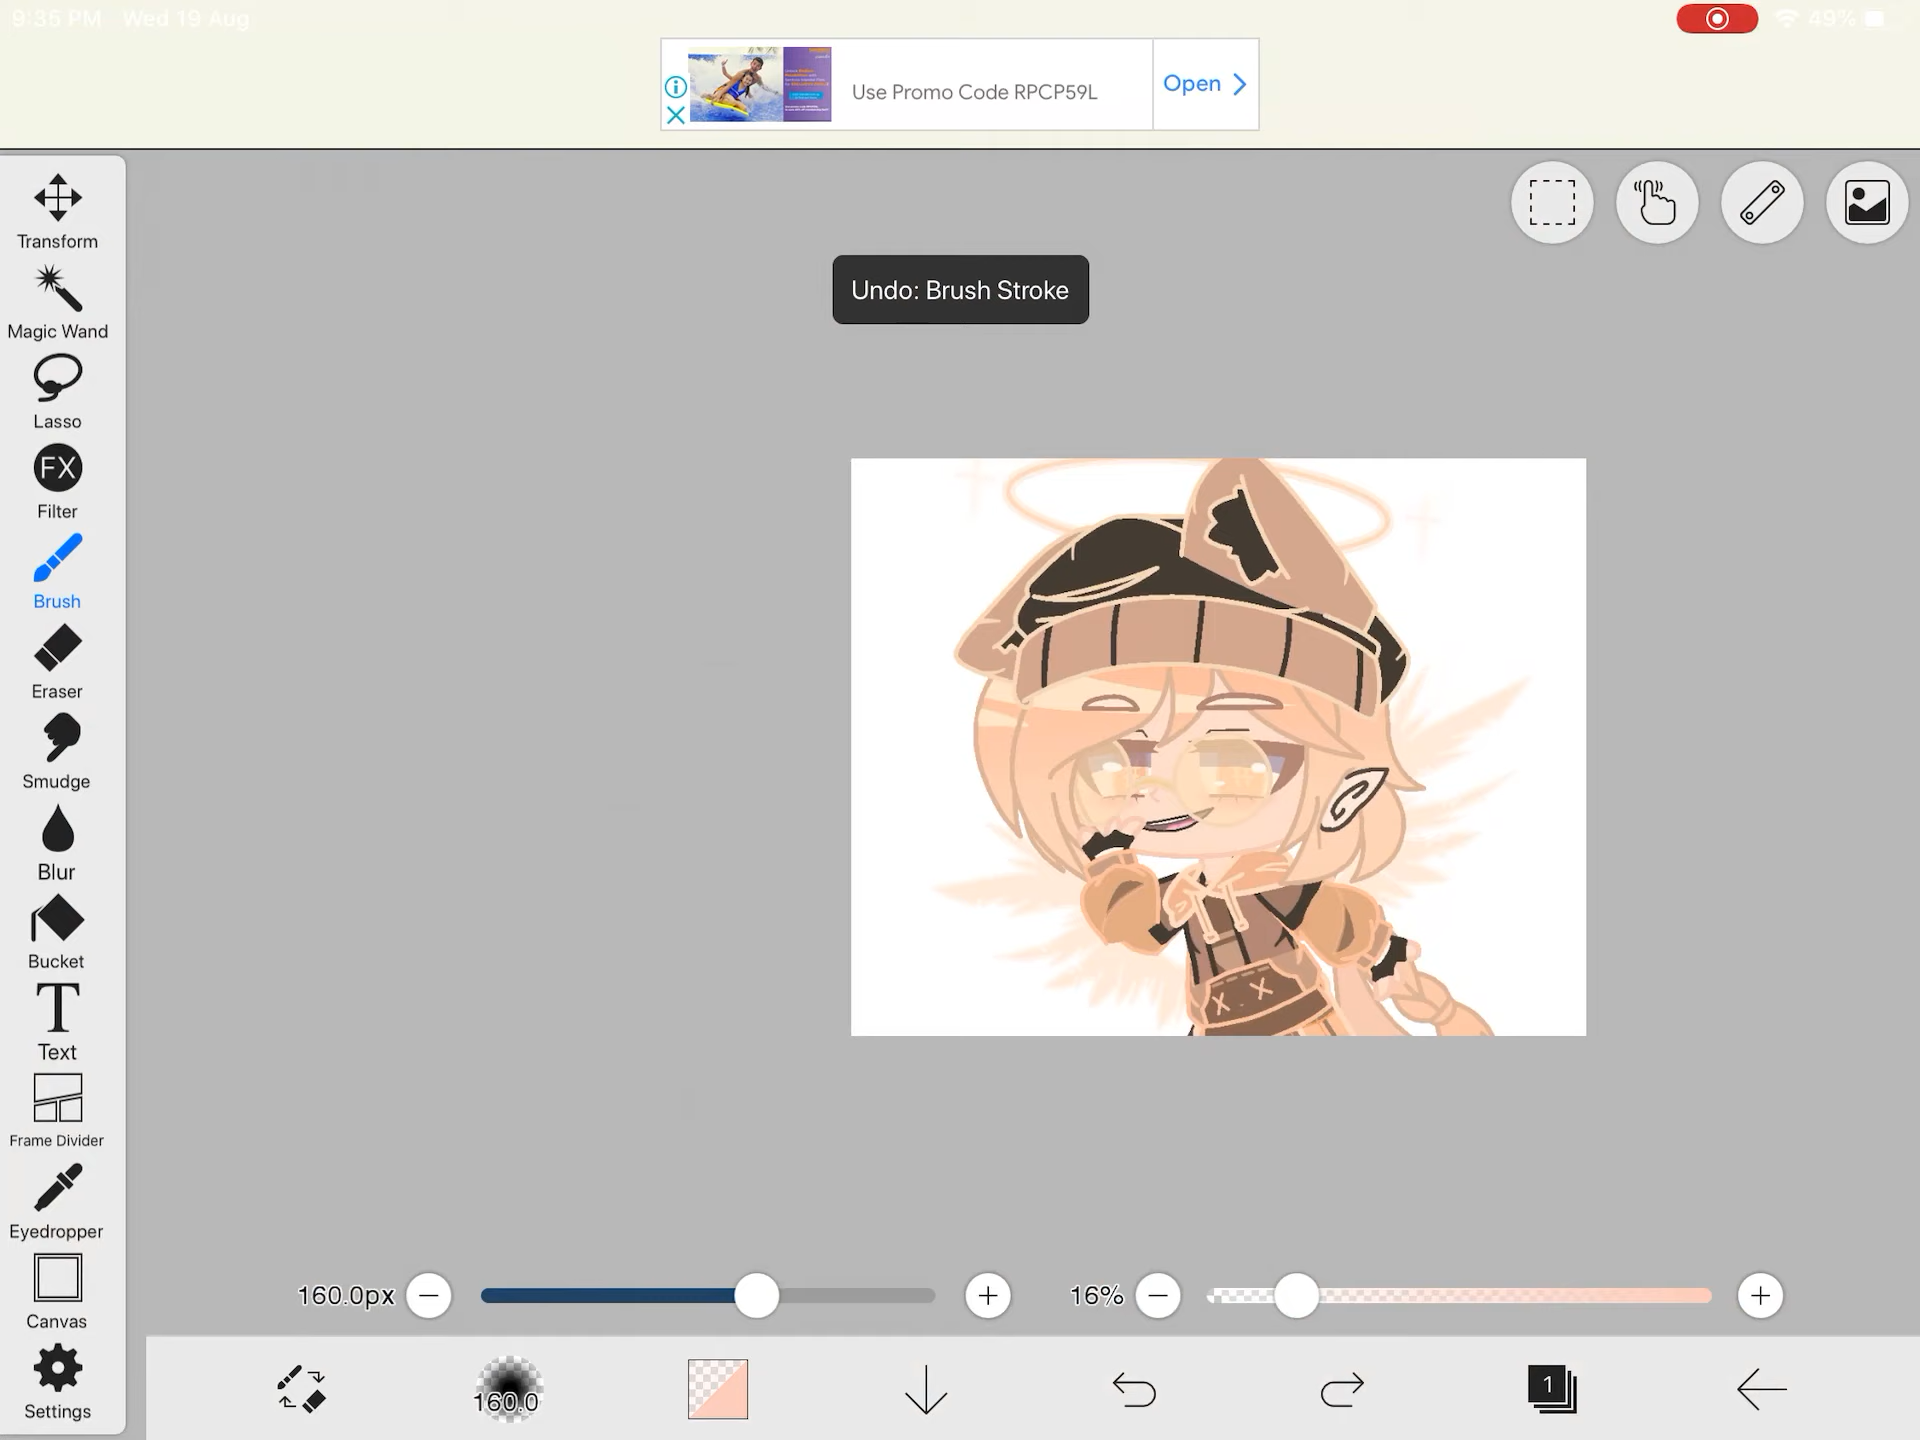 9:35 PM Wed 19 Aug
49%
Use Promo Code RPCP59L
Open
Transform
Magic Wand
Undo: Brush Stroke
Lasso
FX
Filter
Brush
Eraser
Smudge
Blur
Bucket
T
Text
Frame Divider
Eyedropper
Canvas
160.0px
16%
Settings
160.0
1